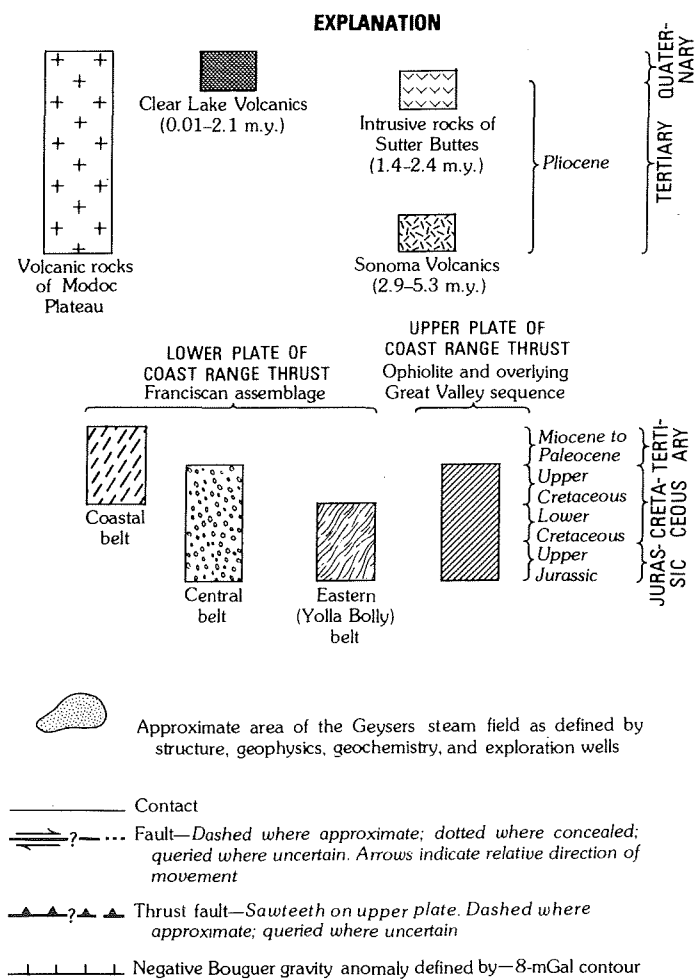 EXPLANATION
QUATER-
NARY
TERTIARY
Clear Lake Volcanics
(0.01–2.1 m.y.)
Intrusive rocks of
Sutter Buttes
(1.4–2.4 m.y.)
Pliocene
Volcanic rocks
of Modoc
Plateau
Sonoma Volcanics
(2.9–5.3 m.y.)
LOWER PLATE OF
COAST RANGE THRUST
Franciscan assemblage
UPPER PLATE OF
COAST RANGE THRUST
Ophiolite and overlying
Great Valley sequence
Coastal
belt
Central
belt
Eastern
(Yolla Bolly)
belt
Miocene to
Paleocene
Upper
Cretaceous
Lower
Cretaceous
Upper
Jurassic
TERTI-
ARY
CRETA-
CEOUS
JURAS-
SIC
Approximate area of the Geysers steam field as defined by
structure, geophysics, geochemistry, and exploration wells
Contact
? Fault—Dashed where approximate; dotted where concealed;
queried where uncertain. Arrows indicate relative direction of
movement
? Thrust fault—Sawteeth on upper plate. Dashed where
approximate; queried where uncertain
Negative Bouguer gravity anomaly defined by—8-mGal contour